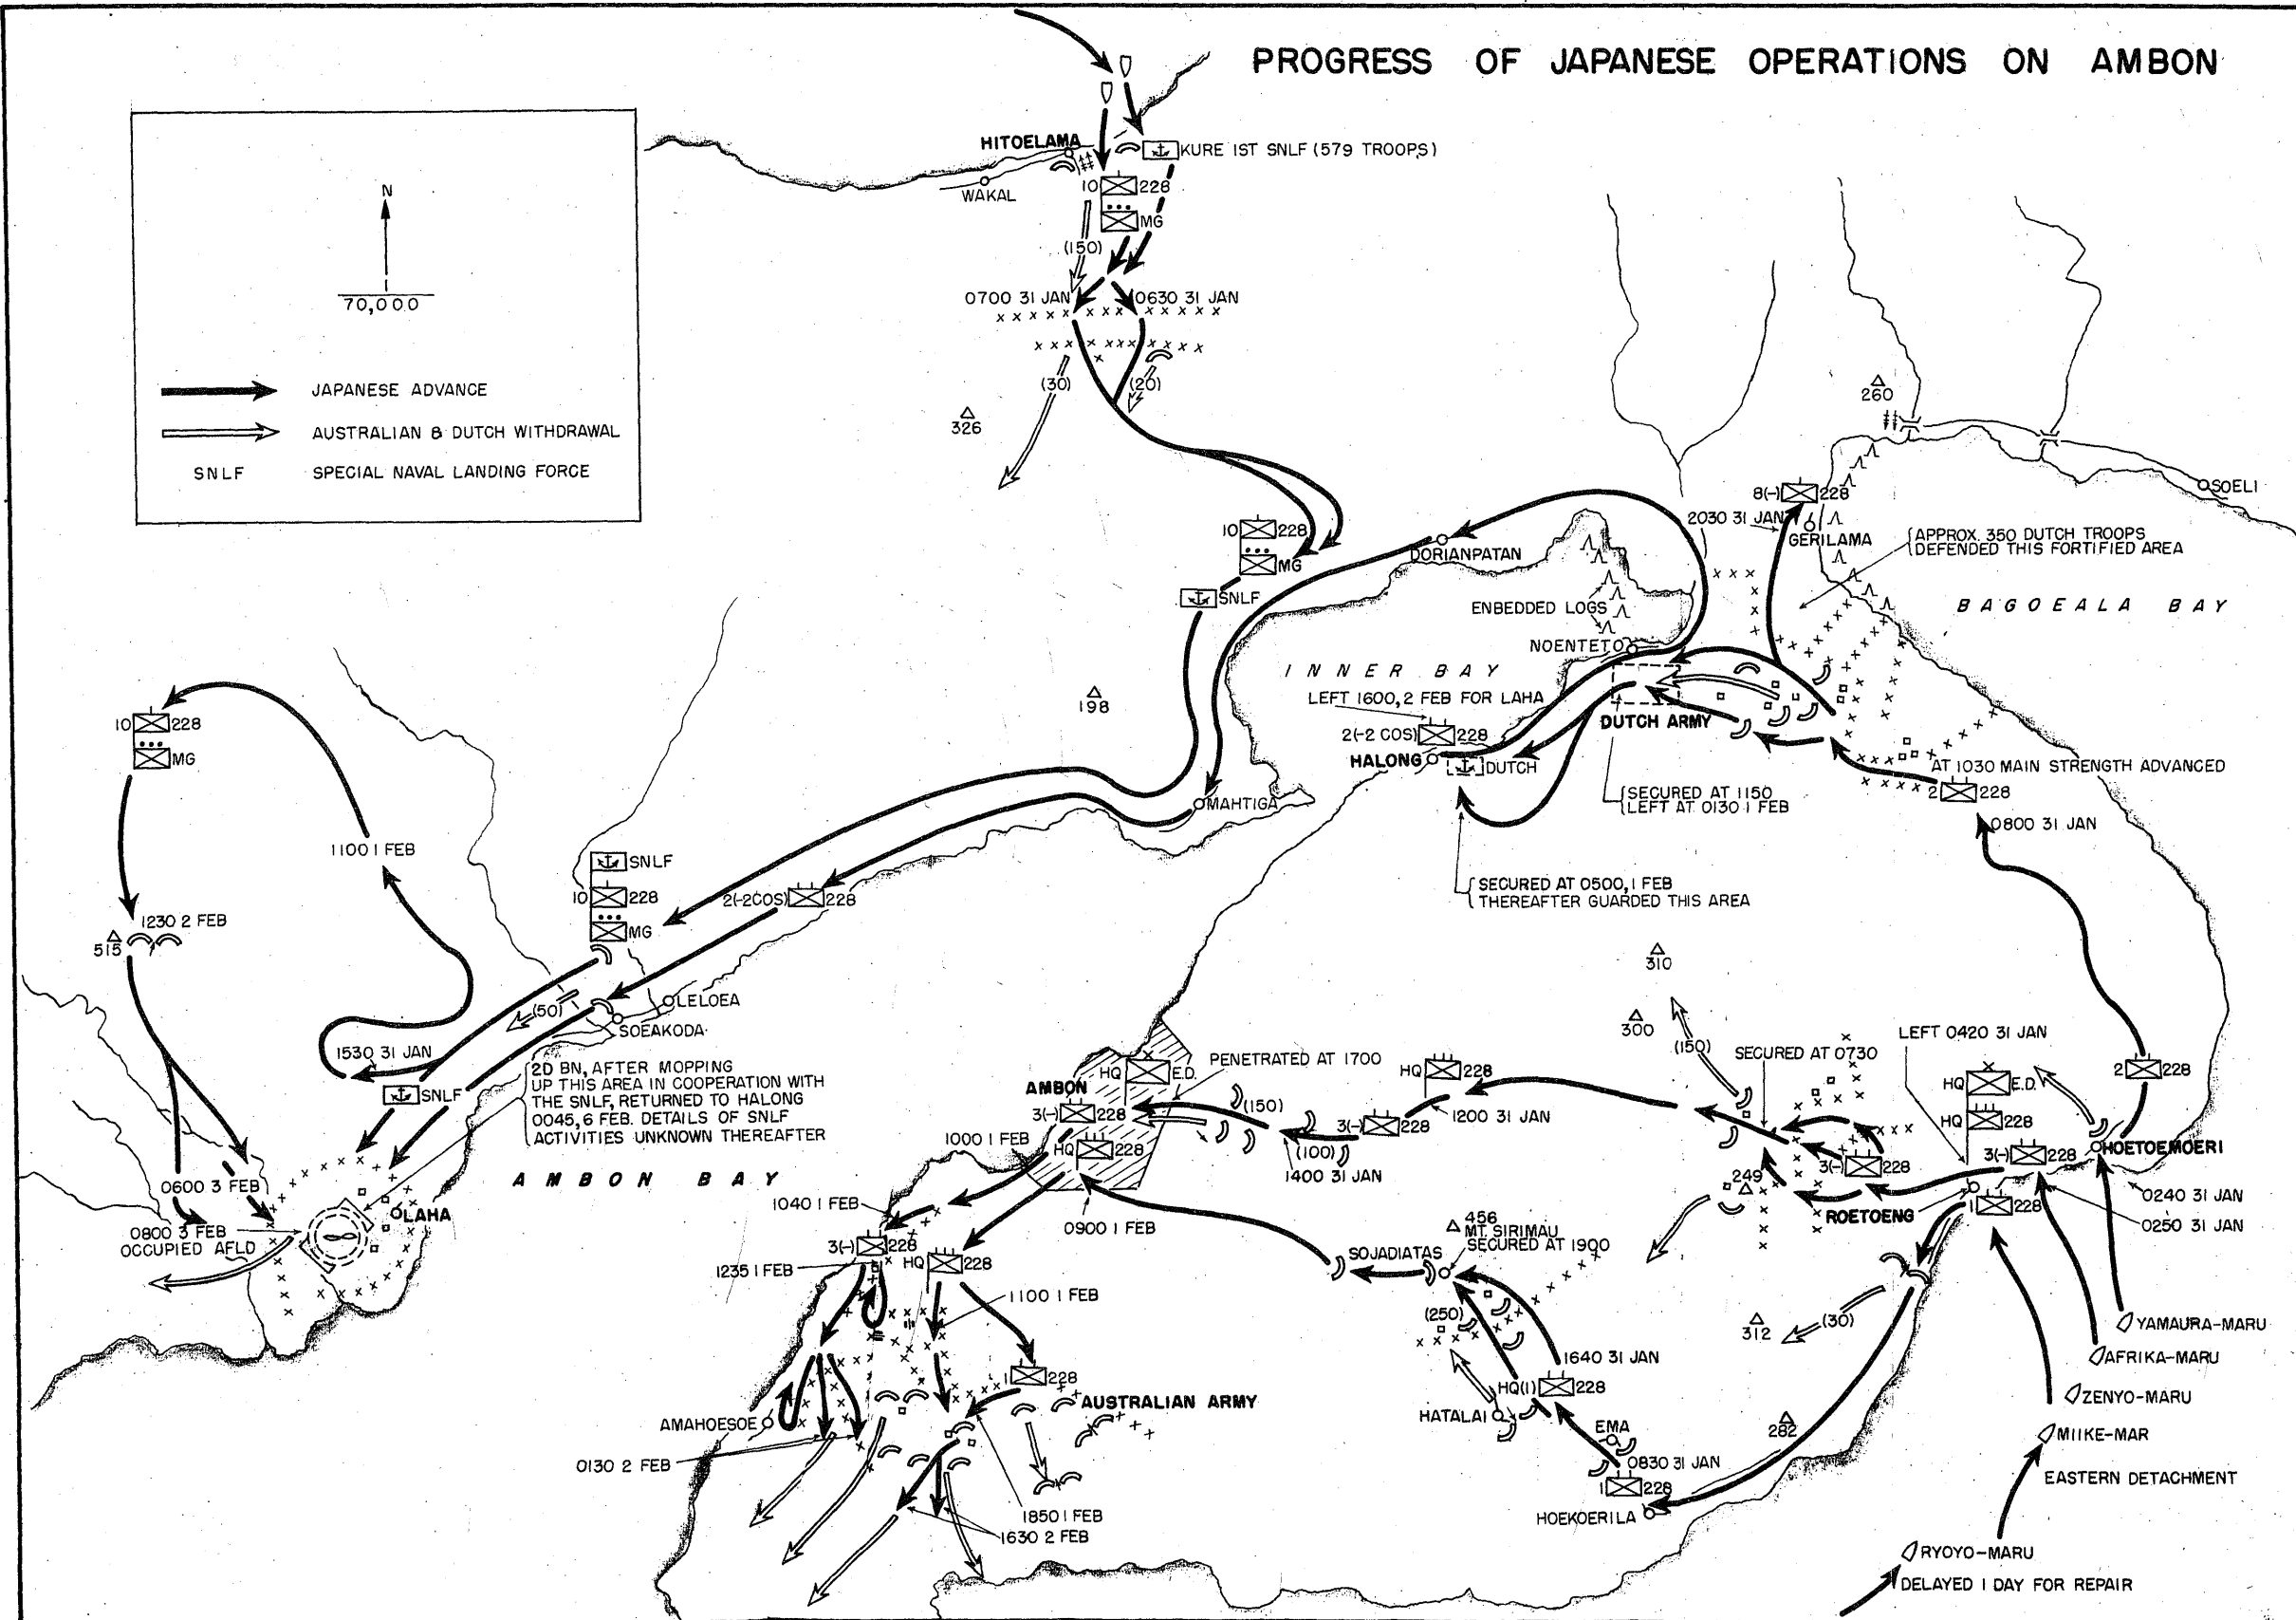 PROGRESS OF JAPANESE OPERATIONS ON AMBON
N
70,000
JAPANESE ADVANCE
AUSTRALIAN & DUTCH WITHDRAWAL
SNLF SPECIAL NAVAL LANDING FORCE
HITOELAMA
KURE 1ST SNLF (579 TROOPS)
WAKAL
10 228
MG
(150)
0700 31 JAN
0630 31 JAN
(30)
(20)
326
260
SOELI
8(-) 228
2030 31 JAN
GERILAMA
APPROX. 350 DUTCH TROOPS
DEFENDED THIS FORTIFIED AREA
10 228
MG
SNLF
DORIANPATAN
ENBEDDED LOGS
NOENTETO
BAGOEALA BAY
INNER BAY
LEFT 1600, 2 FEB FOR LAHA
2(-2 COS) 228
HALONG
DUTCH
DUTCH ARMY
198
AT 1030 MAIN STRENGTH ADVANCED
2 228
SECURED AT 1150
LEFT AT 0130 1 FEB
0800 31 JAN
MAHTIGA
10 228
MG
1100 1 FEB
SNLF
10 228
MG
2(-2COS) 228
SECURED AT 0500, 1 FEB
THEREAFTER GUARDED THIS AREA
1230 2 FEB
515
310
300
(50)
LELOEA
SOEAKODA
1530 31 JAN
SNLF
2D BN, AFTER MOPPING
UP THIS AREA IN COOPERATION WITH
THE SNLF, RETURNED TO HALONG
0045, 6 FEB. DETAILS OF SNLF
ACTIVITIES UNKNOWN THEREAFTER
PENETRATED AT 1700
HQ E.D.
AMBON
3(-) 228
HQ 228
(150)
HQ 228
1200 31 JAN
3(-) 228
(100)
1400 31 JAN
(150)
SECURED AT 0730
LEFT 0420 31 JAN
HQ E.D.
HQ 228
2 228
HOETOEMOERI
3(-) 228
3(-) 228
249
ROETOENG
1 228
0240 31 JAN
0250 31 JAN
1000 1 FEB
AMBON BAY
0600 3 FEB
LAHA
0800 3 FEB
OCCUPIED AFLD
1040 1 FEB
0900 1 FEB
456
MT. SIRIMAU
SECURED AT 1900
SOJADIATAS
3(-) 228
1235 1 FEB
HQ 228
1100 1 FEB
(250)
312
(30)
YAMAURA-MARU
AFRIKA-MARU
ZENYO-MARU
MIIKE-MAR
EASTERN DETACHMENT
1640 31 JAN
HQ(1) 228
1 228
AUSTRALIAN ARMY
HATALAI
EMA
282
AMAHOESOE
0130 2 FEB
0830 31 JAN
1 228
HOEKOERILA
1850 1 FEB
1630 2 FEB
RYOYO-MARU
DELAYED 1 DAY FOR REPAIR